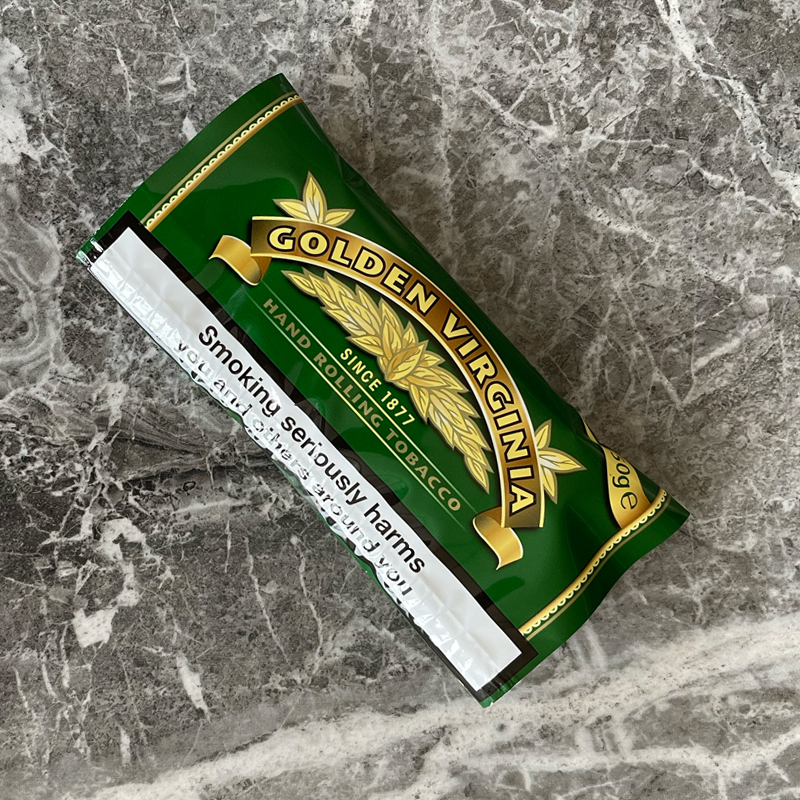 GOLDEN VIRGINIA
SINCE 1877
HAND ROLLING TOBACCO
Smoking seriously harms
you and others around you